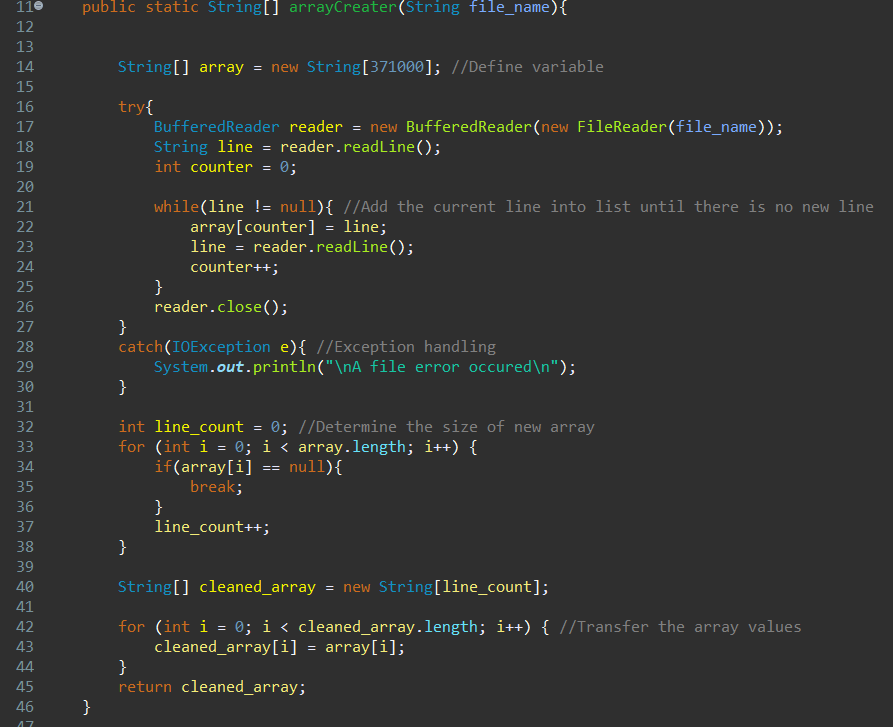 11 public static String[] arrayCreater(String file_name){
12
13
14 String[] array = new String[371000]; //Define variable
15
16 try{
17 BufferedReader reader = new BufferedReader(new FileReader(file_name));
18 String line = reader.readLine();
19 int counter = 0;
20
21 while(line != null){ //Add the current line into list until there is no new line
22 array[counter] = line;
23 line = reader.readLine();
24 counter++;
25 }
26 reader.close();
27 }
28 catch(IOException e){ //Exception handling
29 System.out.println("\nA file error occured\n");
30 }
31
32 int line_count = 0; //Determine the size of new array
33 for (int i = 0; i < array.length; i++) {
34 if(array[i] == null){
35 break;
36 }
37 line_count++;
38 }
39
40 String[] cleaned_array = new String[line_count];
41
42 for (int i = 0; i < cleaned_array.length; i++) { //Transfer the array values
43 cleaned_array[i] = array[i];
44 }
45 return cleaned_array;
46 }
47